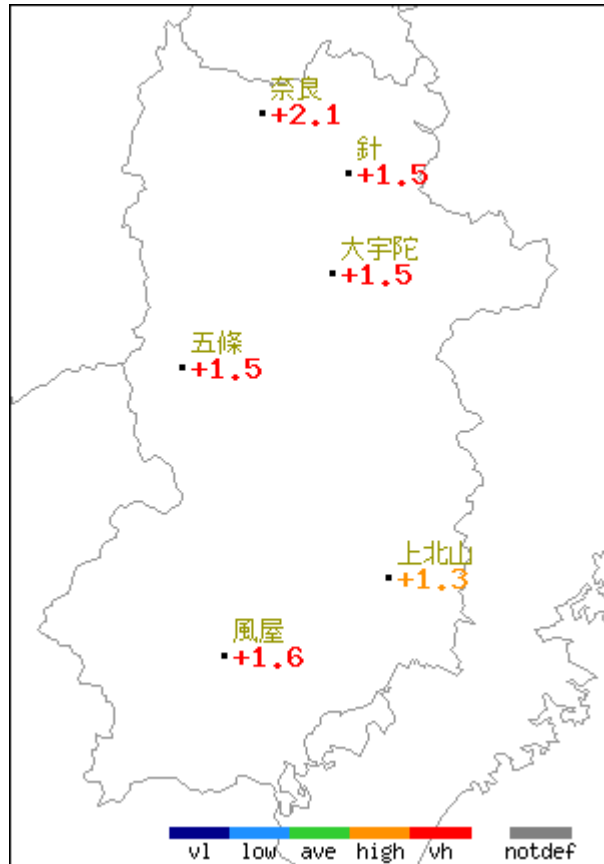 奈良
+2.1
針
+1.5
大宇陀
+1.5
五條
+1.5
上北山
+1.3
風屋
+1.6
vl low ave high vh notdef